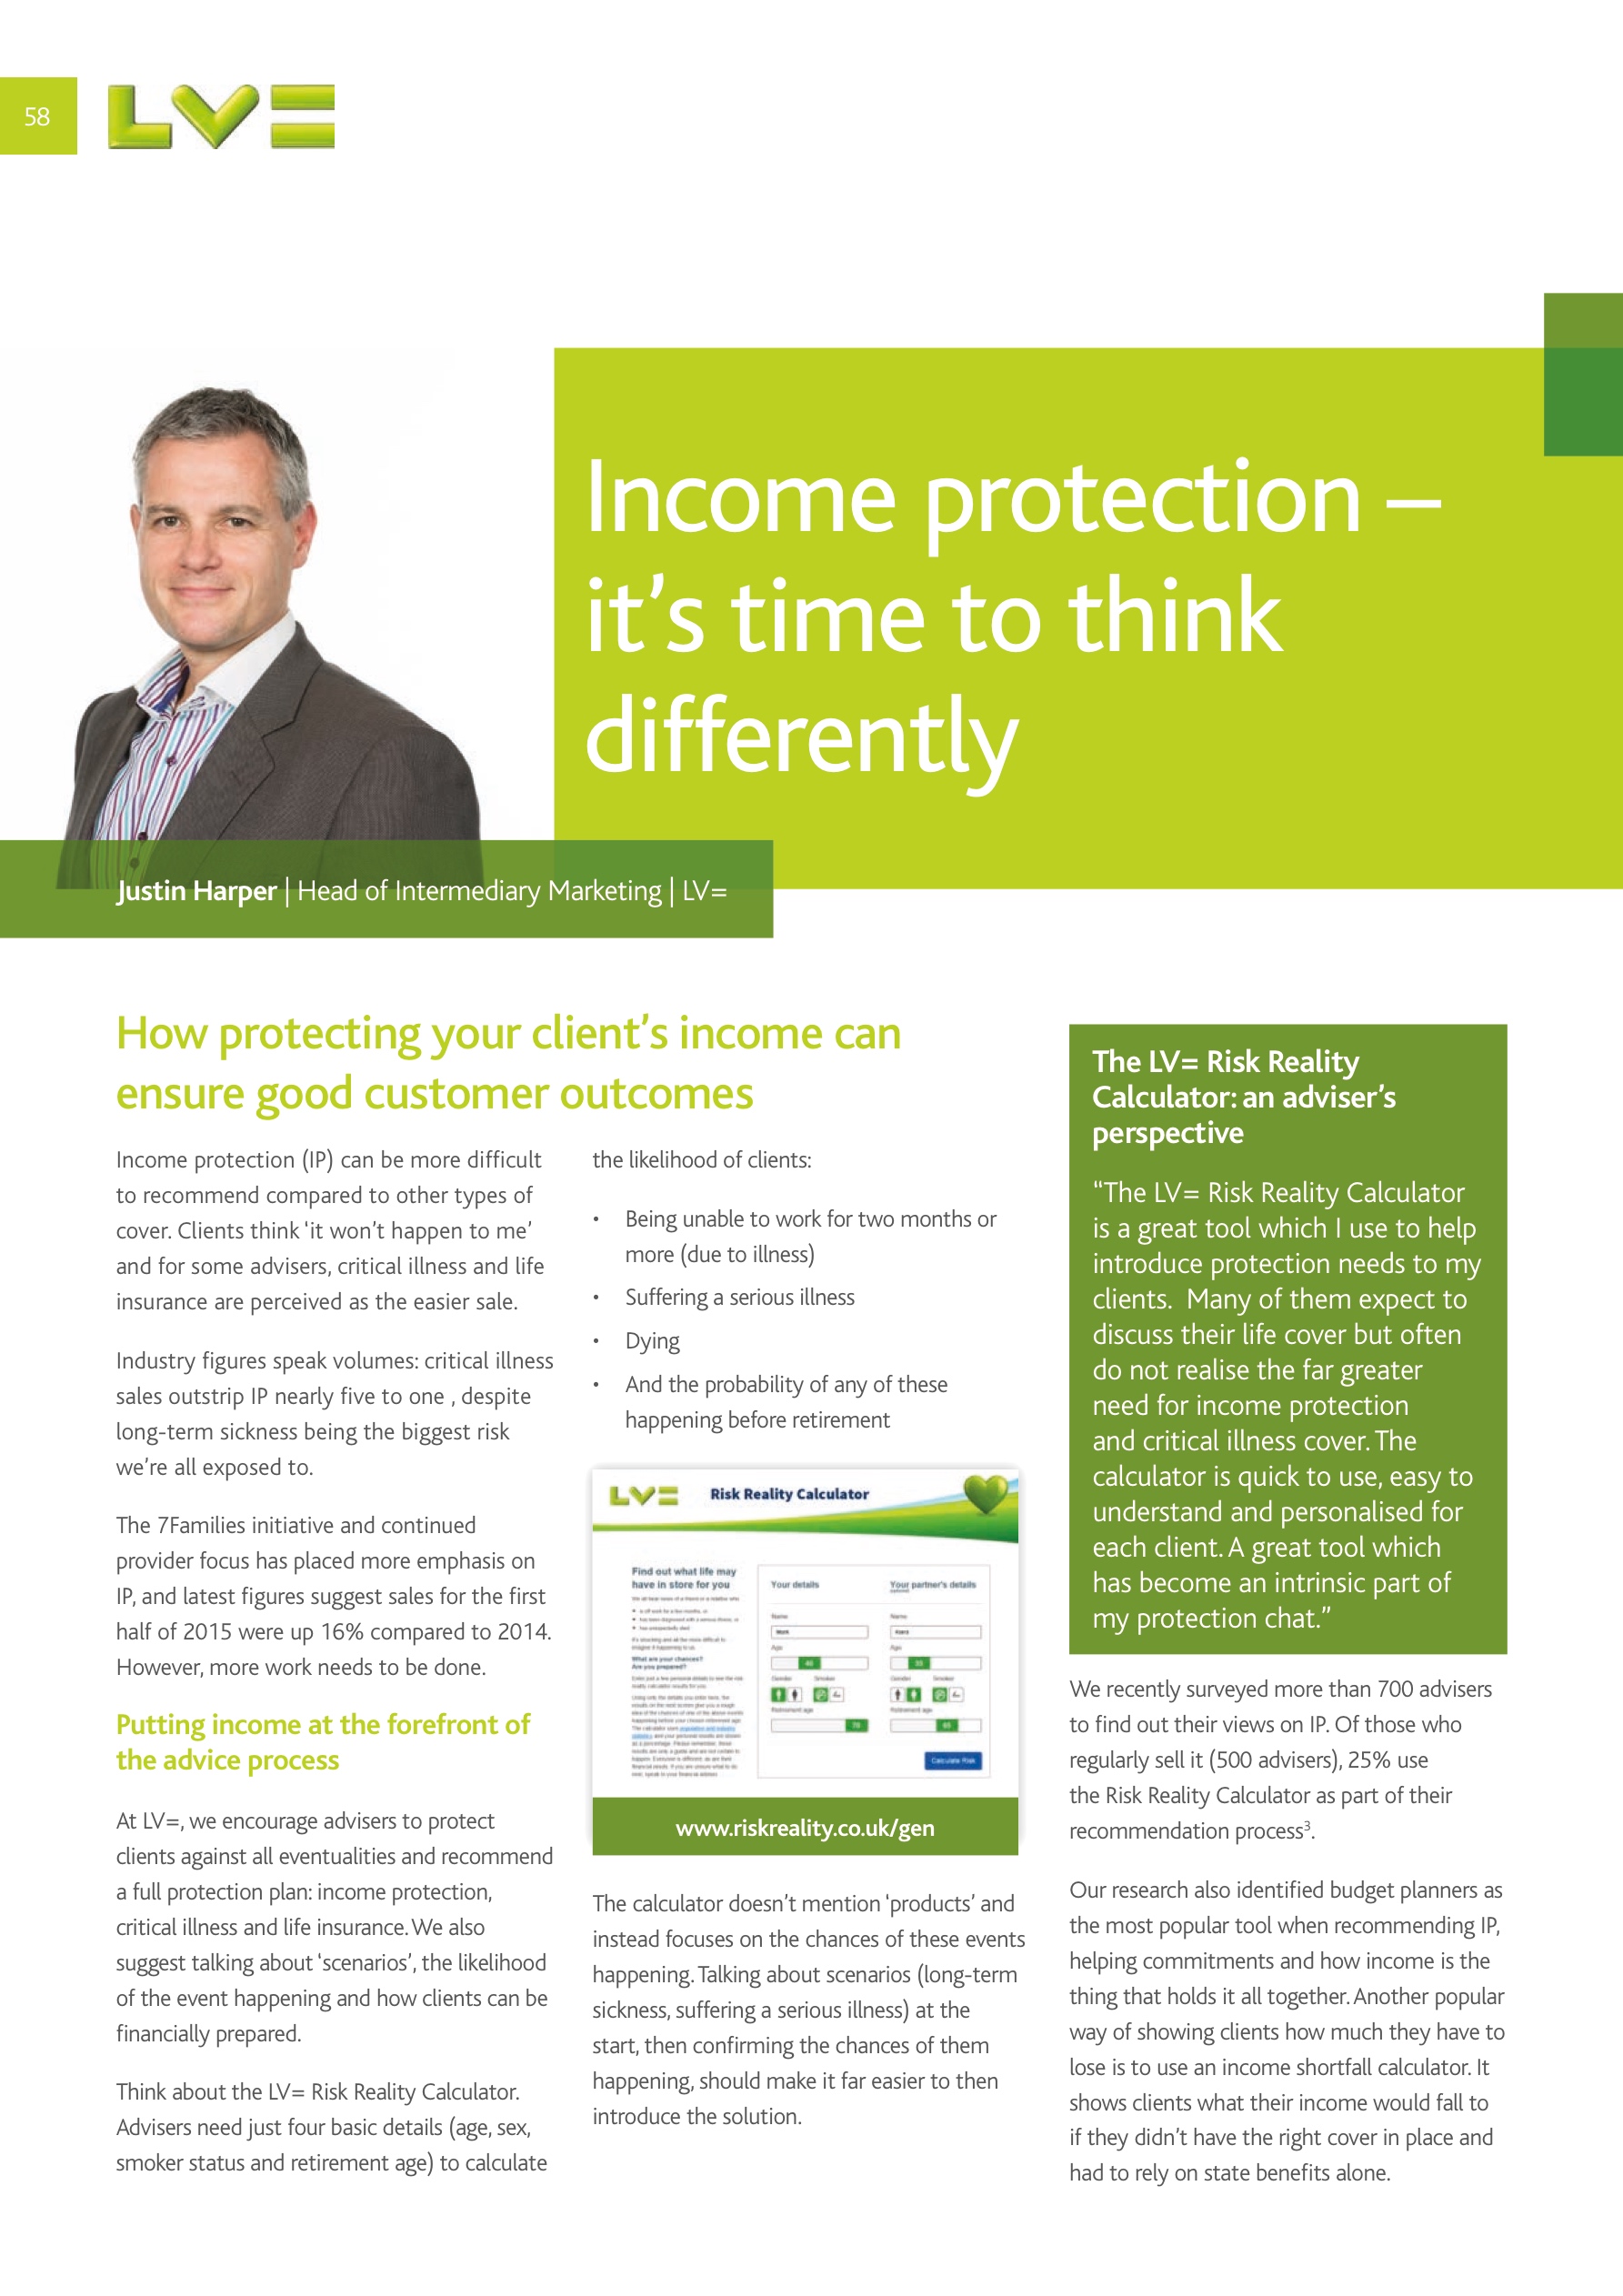 58
LV=
Income protection –
it’s time to think
differently
Justin Harper | Head of Intermediary Marketing | LV=
How protecting your client’s income can
ensure good customer outcomes
Income protection (IP) can be more difficult
to recommend compared to other types of
cover. Clients think ‘it won’t happen to me’
and for some advisers, critical illness and life
insurance are perceived as the easier sale.
Industry figures speak volumes: critical illness
sales outstrip IP nearly five to one , despite
long-term sickness being the biggest risk
we’re all exposed to.
The 7Families initiative and continued
provider focus has placed more emphasis on
IP, and latest figures suggest sales for the first
half of 2015 were up 16% compared to 2014.
However, more work needs to be done.
Putting income at the forefront of
the advice process
At LV=, we encourage advisers to protect
clients against all eventualities and recommend
a full protection plan: income protection,
critical illness and life insurance. We also
suggest talking about ‘scenarios’, the likelihood
of the event happening and how clients can be
financially prepared.
Think about the LV= Risk Reality Calculator.
Advisers need just four basic details (age, sex,
smoker status and retirement age) to calculate
the likelihood of clients:
• Being unable to work for two months or
more (due to illness)
• Suffering a serious illness
• Dying
• And the probability of any of these
happening before retirement
LV= Risk Reality Calculator
Find out what life may
have in store for you
What are your chances?
Are you prepared?
Your details
Name
Mark
Age
Gender Smoker
Retirement age
70
Your partner’s details
Name
Age
Gender Smoker
Retirement age
65
Calculate Risk
www.riskreality.co.uk/gen
The calculator doesn’t mention ‘products’ and
instead focuses on the chances of these events
happening. Talking about scenarios (long-term
sickness, suffering a serious illness) at the
start, then confirming the chances of them
happening, should make it far easier to then
introduce the solution.
The LV= Risk Reality
Calculator: an adviser’s
perspective
“The LV= Risk Reality Calculator
is a great tool which I use to help
introduce protection needs to my
clients. Many of them expect to
discuss their life cover but often
do not realise the far greater
need for income protection
and critical illness cover. The
calculator is quick to use, easy to
understand and personalised for
each client. A great tool which
has become an intrinsic part of
my protection chat.”
We recently surveyed more than 700 advisers
to find out their views on IP. Of those who
regularly sell it (500 advisers), 25% use
the Risk Reality Calculator as part of their
recommendation process³.
Our research also identified budget planners as
the most popular tool when recommending IP,
helping commitments and how income is the
thing that holds it all together. Another popular
way of showing clients how much they have to
lose is to use an income shortfall calculator. It
shows clients what their income would fall to
if they didn’t have the right cover in place and
had to rely on state benefits alone.